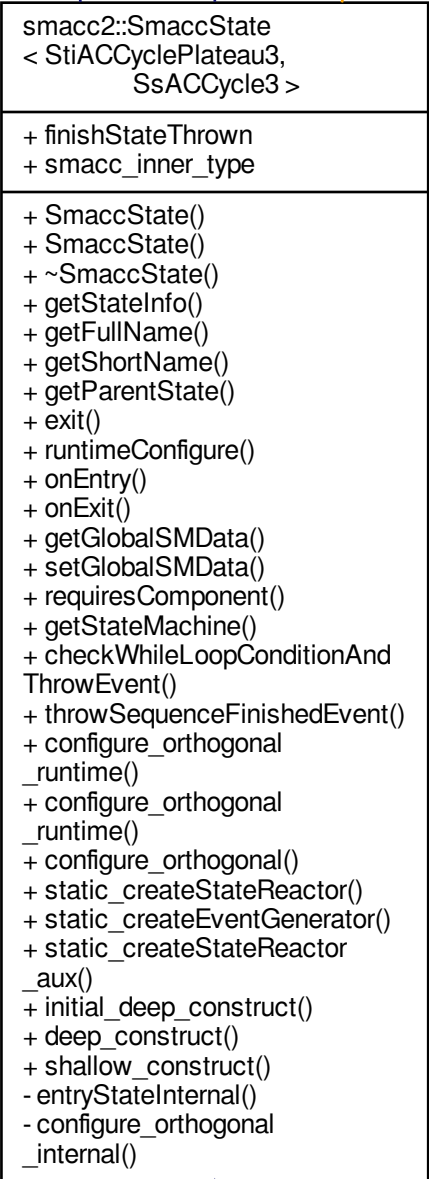 smacc2::SmaccState
< StiACCyclePlateau3,
SsACCycle3 >
+ finishStateThrown
+ smacc_inner_type
+ SmaccState()
+ SmaccState()
+ ~SmaccState()
+ getStateInfo()
+ getFullName()
+ getShortName()
+ getParentState()
+ exit()
+ runtimeConfigure()
+ onEntry()
+ onExit()
+ getGlobalSMData()
+ setGlobalSMData()
+ requiresComponent()
+ getStateMachine()
+ checkWhileLoopConditionAnd
ThrowEvent()
+ throwSequenceFinishedEvent()
+ configure_orthogonal
_runtime()
+ configure_orthogonal
_runtime()
+ configure_orthogonal()
+ static_createStateReactor()
+ static_createEventGenerator()
+ static_createStateReactor
_aux()
+ initial_deep_construct()
+ deep_construct()
+ shallow_construct()
- entryStateInternal()
- configure_orthogonal
_internal()